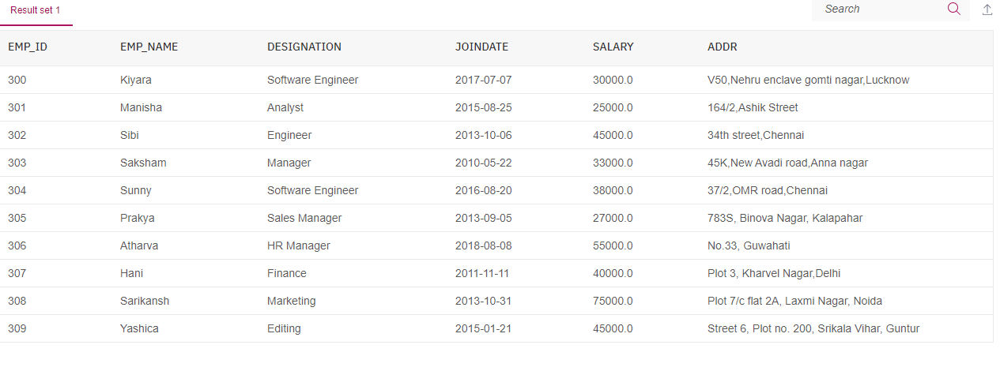 Result set 1 Search
EMP_ID EMP_NAME DESIGNATION JOINDATE SALARY ADDR
300 Kiyara Software Engineer 2017-07-07 30000.0 V50,Nehru enclave gomti nagar,Lucknow
301 Manisha Analyst 2015-08-25 25000.0 164/2,Ashik Street
302 Sibi Engineer 2013-10-06 45000.0 34th street,Chennai
303 Saksham Manager 2010-05-22 33000.0 45K,New Avadi road,Anna nagar
304 Sunny Software Engineer 2016-08-20 38000.0 37/2,OMR road,Chennai
305 Prakya Sales Manager 2013-09-05 27000.0 783S, Binova Nagar, Kalapahar
306 Atharva HR Manager 2018-08-08 55000.0 No.33, Guwahati
307 Hani Finance 2011-11-11 40000.0 Plot 3, Kharvel Nagar,Delhi
308 Sarikansh Marketing 2013-10-31 75000.0 Plot 7/c flat 2A, Laxmi Nagar, Noida
309 Yashica Editing 2015-01-21 45000.0 Street 6, Plot no. 200, Srikala Vihar, Guntur